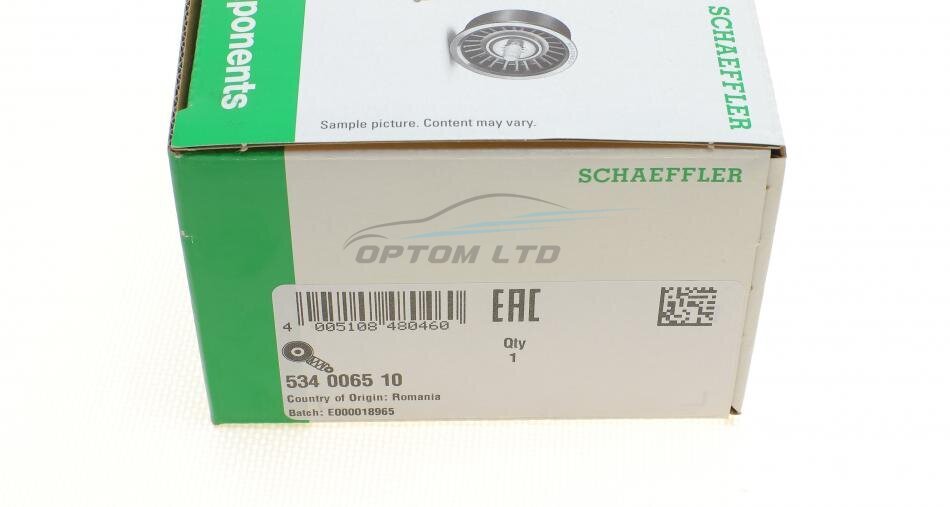 ponents
SCHAEFFLER
Sample picture. Content may vary.
SCHAEFFLER
OPTOM LTD
4 005108 480460
EAC
Qty
1
534 0065 10
Country of Origin: Romania
Batch: E000018965